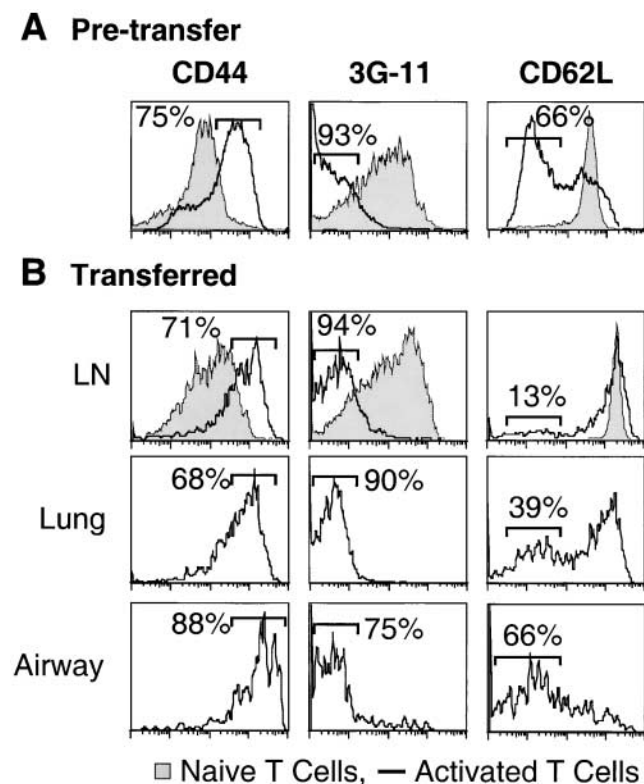 A Pre-transfer
CD44 3G-11 CD62L
75% 93% 66%
B Transferred
LN 71% 94% 13%
Lung 68% 90% 39%
Airway 88% 75% 66%
Naive T Cells, Activated T Cells